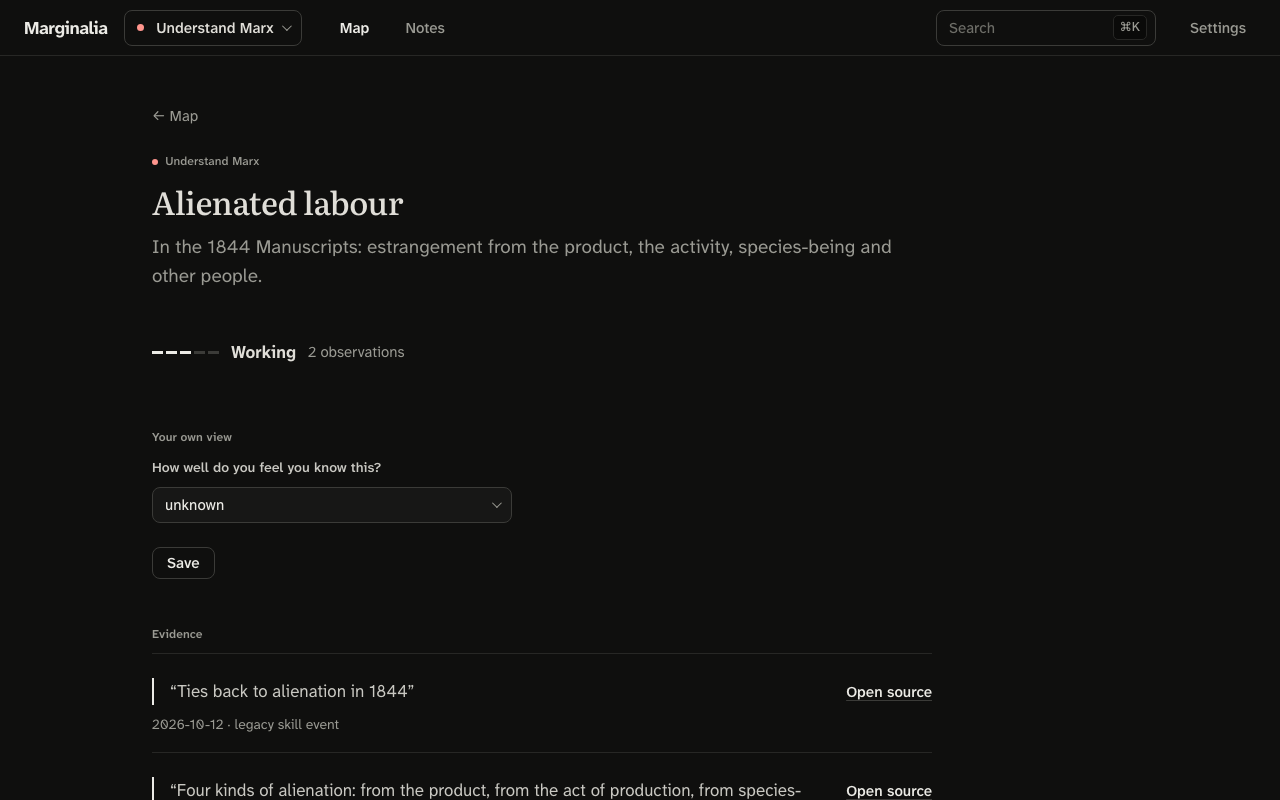 Marginalia
Understand Marx
Map
Notes
Search
⌘K
Settings
← Map
Understand Marx
Alienated labour
In the 1844 Manuscripts: estrangement from the product, the activity, species-being and
other people.
Working
2 observations
Your own view
How well do you feel you know this?
unknown
Save
Evidence
“Ties back to alienation in 1844”
Open source
2026-10-12 · legacy skill event
“Four kinds of alienation: from the product, from the act of production, from species-
Open source